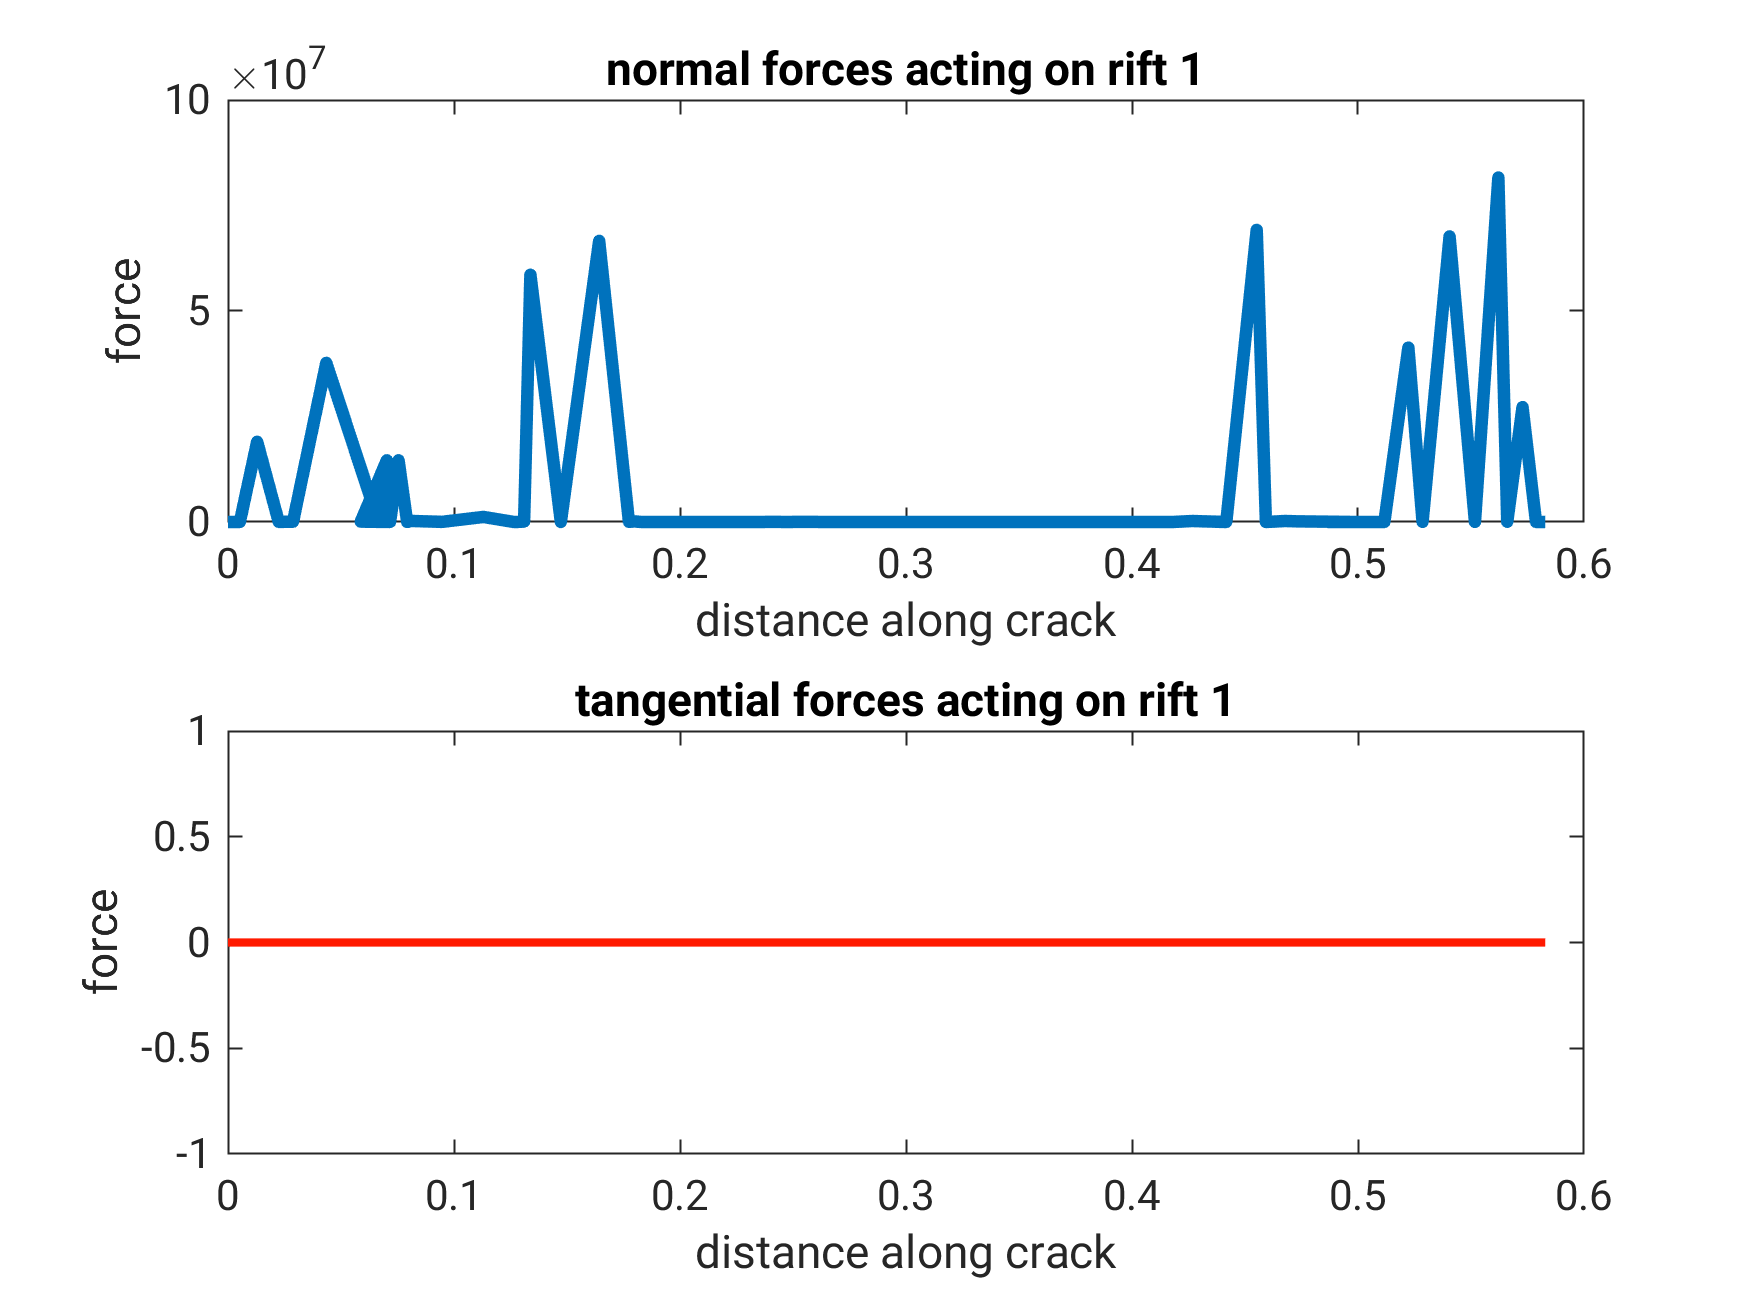 ×10⁷
normal forces acting on rift 1
10
5
0
force
0 0.1 0.2 0.3 0.4 0.5 0.6
distance along crack
tangential forces acting on rift 1
1
0.5
0
-0.5
-1
force
0 0.1 0.2 0.3 0.4 0.5 0.6
distance along crack